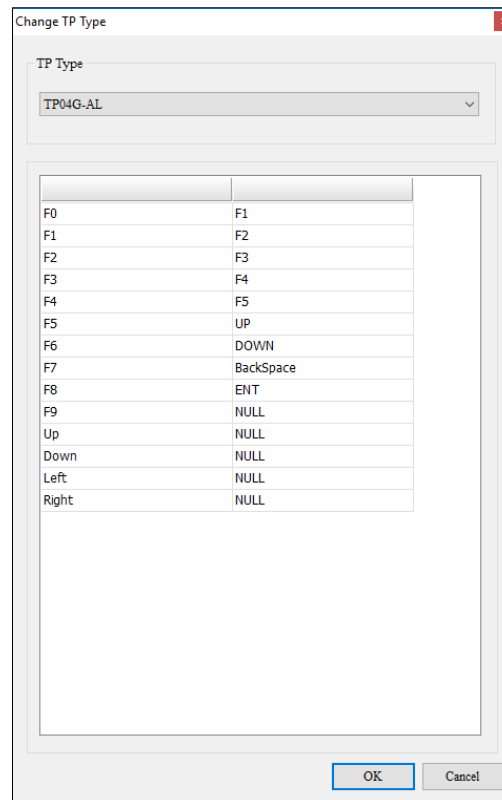 Change TP Type
TP Type
TP04G-AL
F0 F1
F1 F2
F2 F3
F3 F4
F4 F5
F5 UP
F6 DOWN
F7 BackSpace
F8 ENT
F9 NULL
Up NULL
Down NULL
Left NULL
Right NULL
OK Cancel